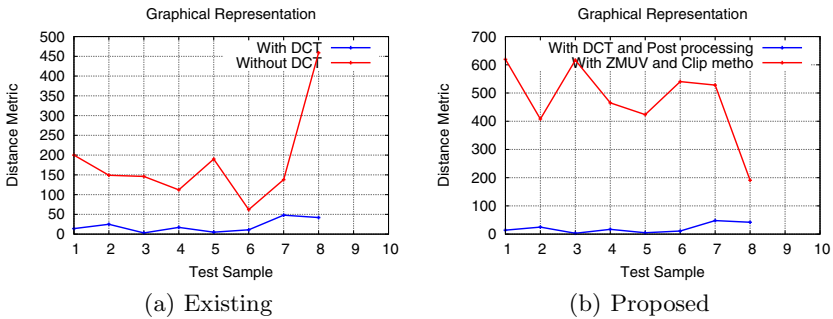 Graphical Representation
With DCT
Without DCT
Distance Metric
500
450
400
350
300
250
200
150
100
50
0
1 2 3 4 5 6 7 8 9 10
Test Sample
(a) Existing
Graphical Representation
With DCT and Post processing
With ZMUV and Clip metho
Distance Metric
700
600
500
400
300
200
100
0
1 2 3 4 5 6 7 8 9 10
Test Sample
(b) Proposed